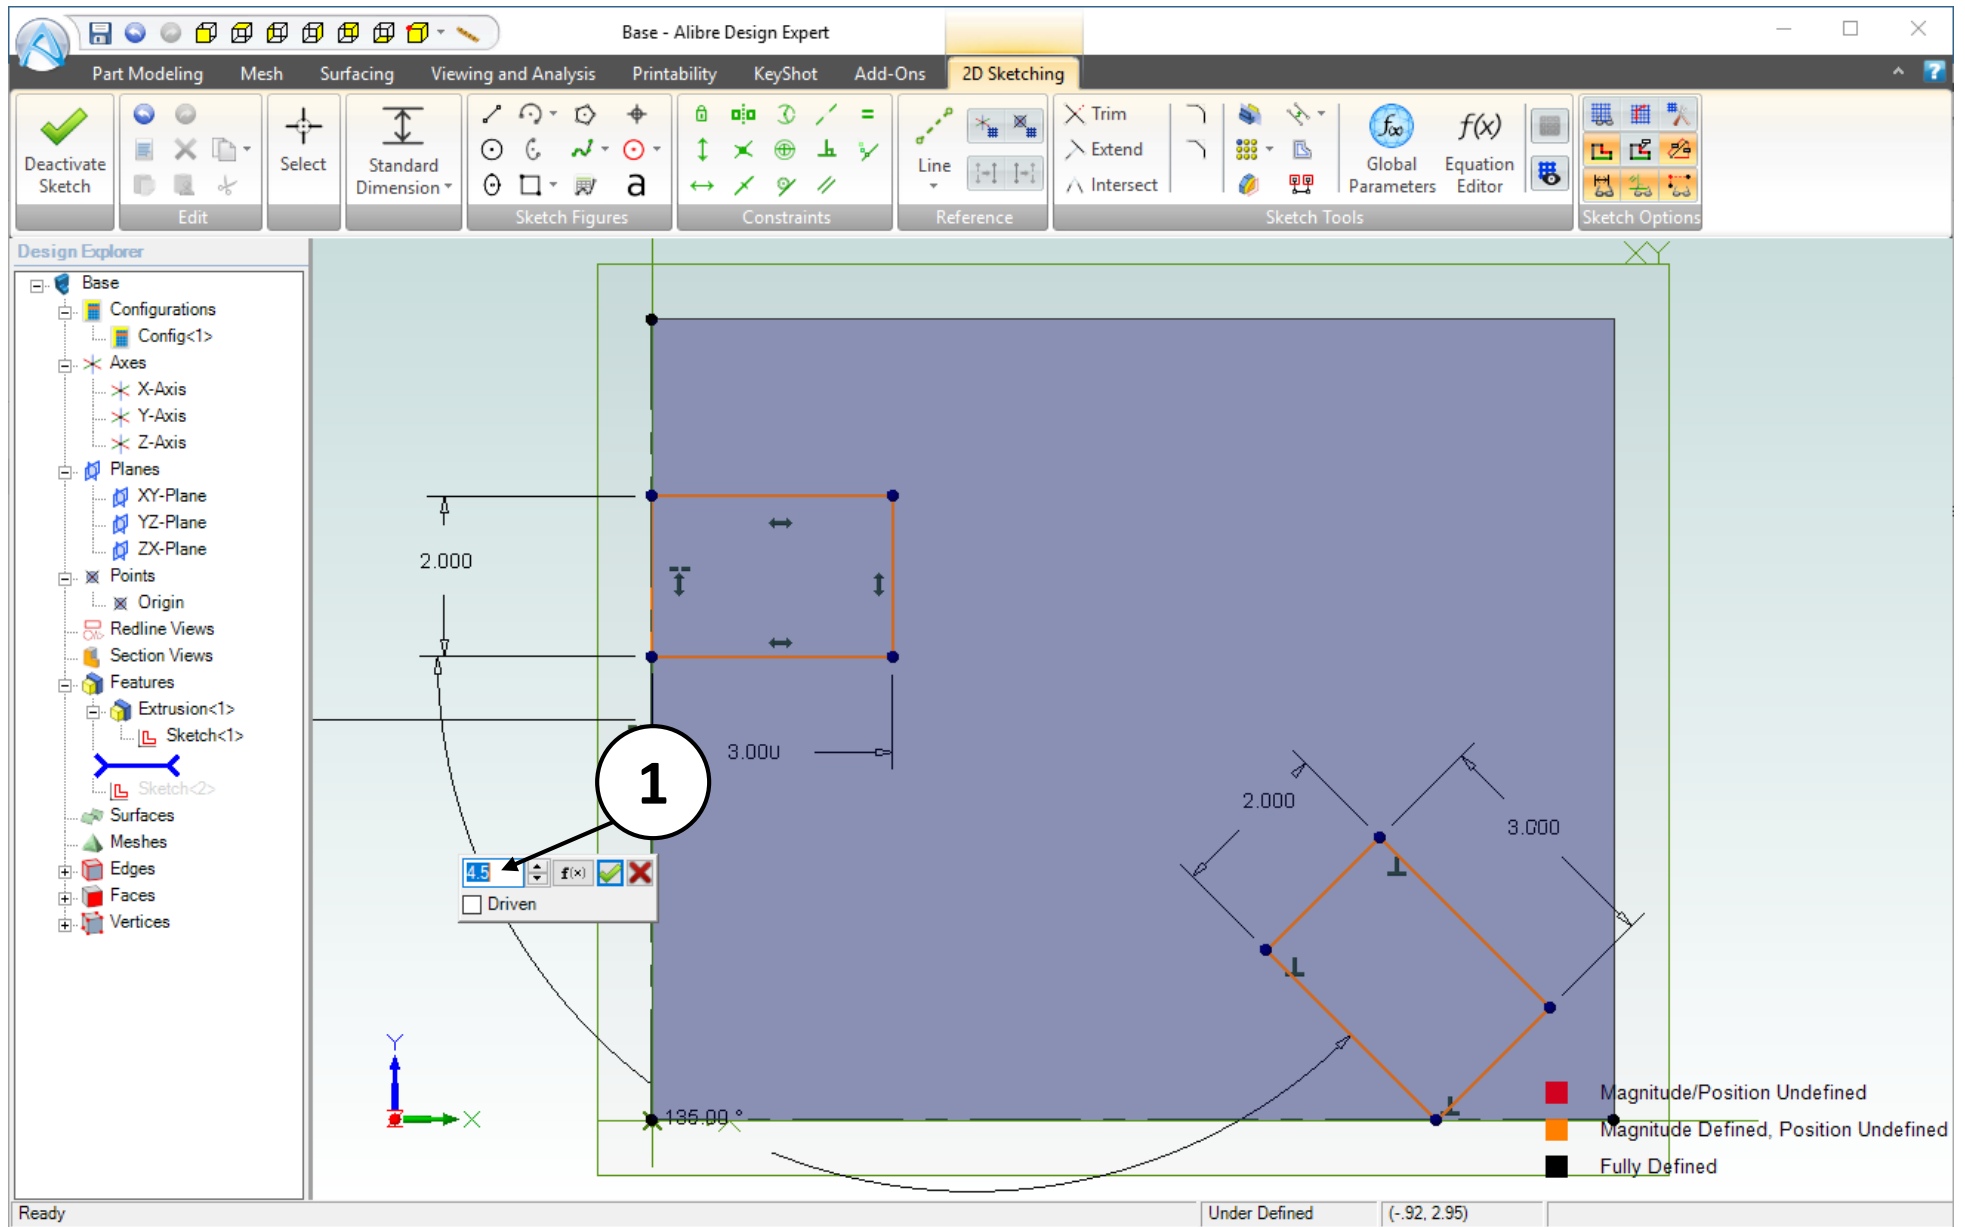 Base - Alibre Design Expert
Part Modeling Mesh Surfacing Viewing and Analysis Printability KeyShot Add-Ons 2D Sketching
Deactivate Sketch
Edit
Select
Standard Dimension
a
Sketch Figures
Constraints
Line
Reference
Trim
Extend
Intersect
Sketch Tools
Global Parameters
f(x)
Equation Editor
Sketch Options
Design Explorer
Base
Configurations
Config<1>
Axes
X-Axis
Y-Axis
Z-Axis
Planes
XY-Plane
YZ-Plane
ZX-Plane
Points
Origin
Redline Views
Section Views
Features
Extrusion<1>
Sketch<1>
Sketch<2>
Surfaces
Meshes
Edges
Faces
Vertices
XY
2.000
3.000
1
4.5 f(x)
Driven
2.000
3.000
135.00 °
Y
X
Magnitude/Position Undefined
Magnitude Defined, Position Undefined
Fully Defined
Ready
Under Defined
(-.92, 2.95)